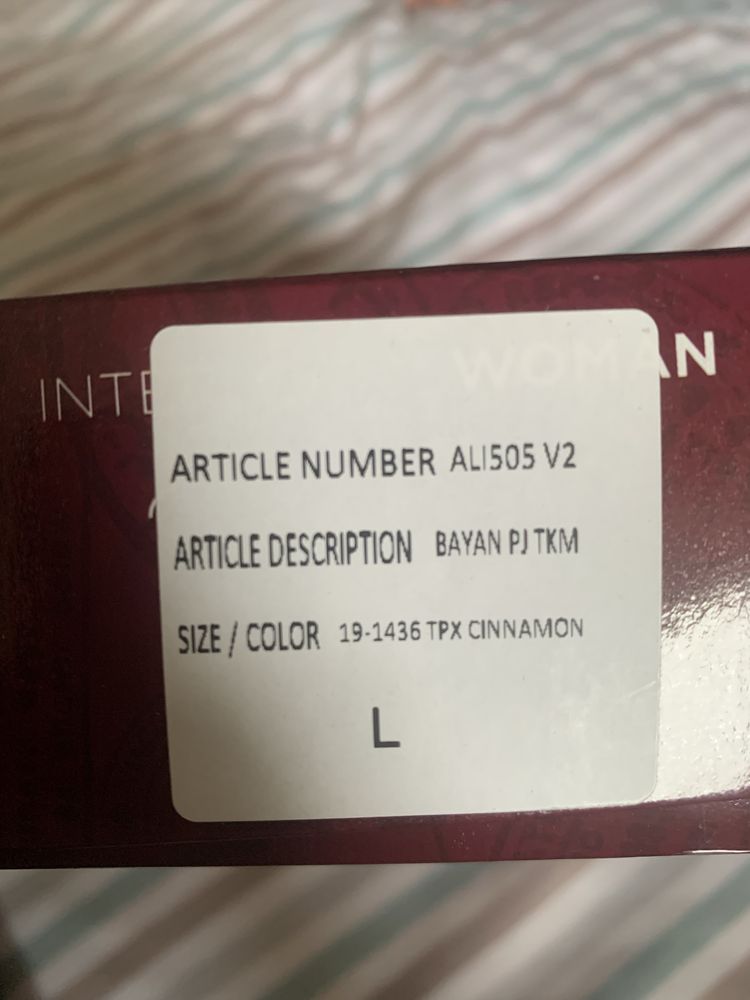 INTE WOMAN
ARTICLE NUMBER ALI505 V2
ARTICLE DESCRIPTION BAYAN PJ TKM
SIZE / COLOR 19-1436 TPX CINNAMON
L